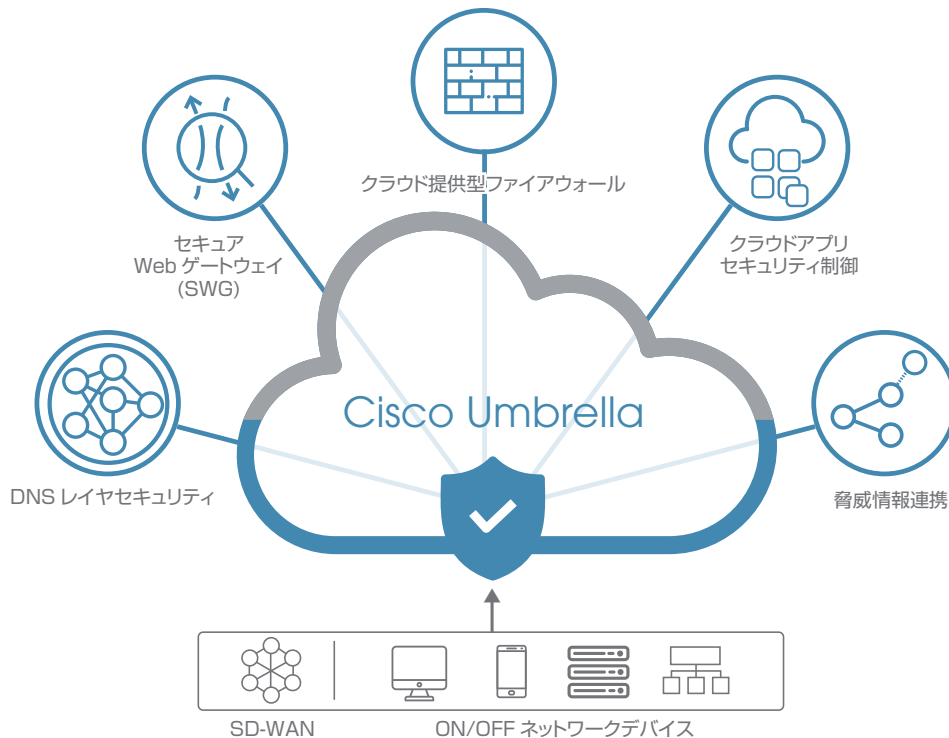 クラウド提供型ファイアウォール
セキュア
Web ゲートウェイ
(SWG)
クラウドアプリ
セキュリティ制御
Cisco Umbrella
DNS レイヤセキュリティ
脅威情報連携
SD-WAN
ON/OFF ネットワークデバイス